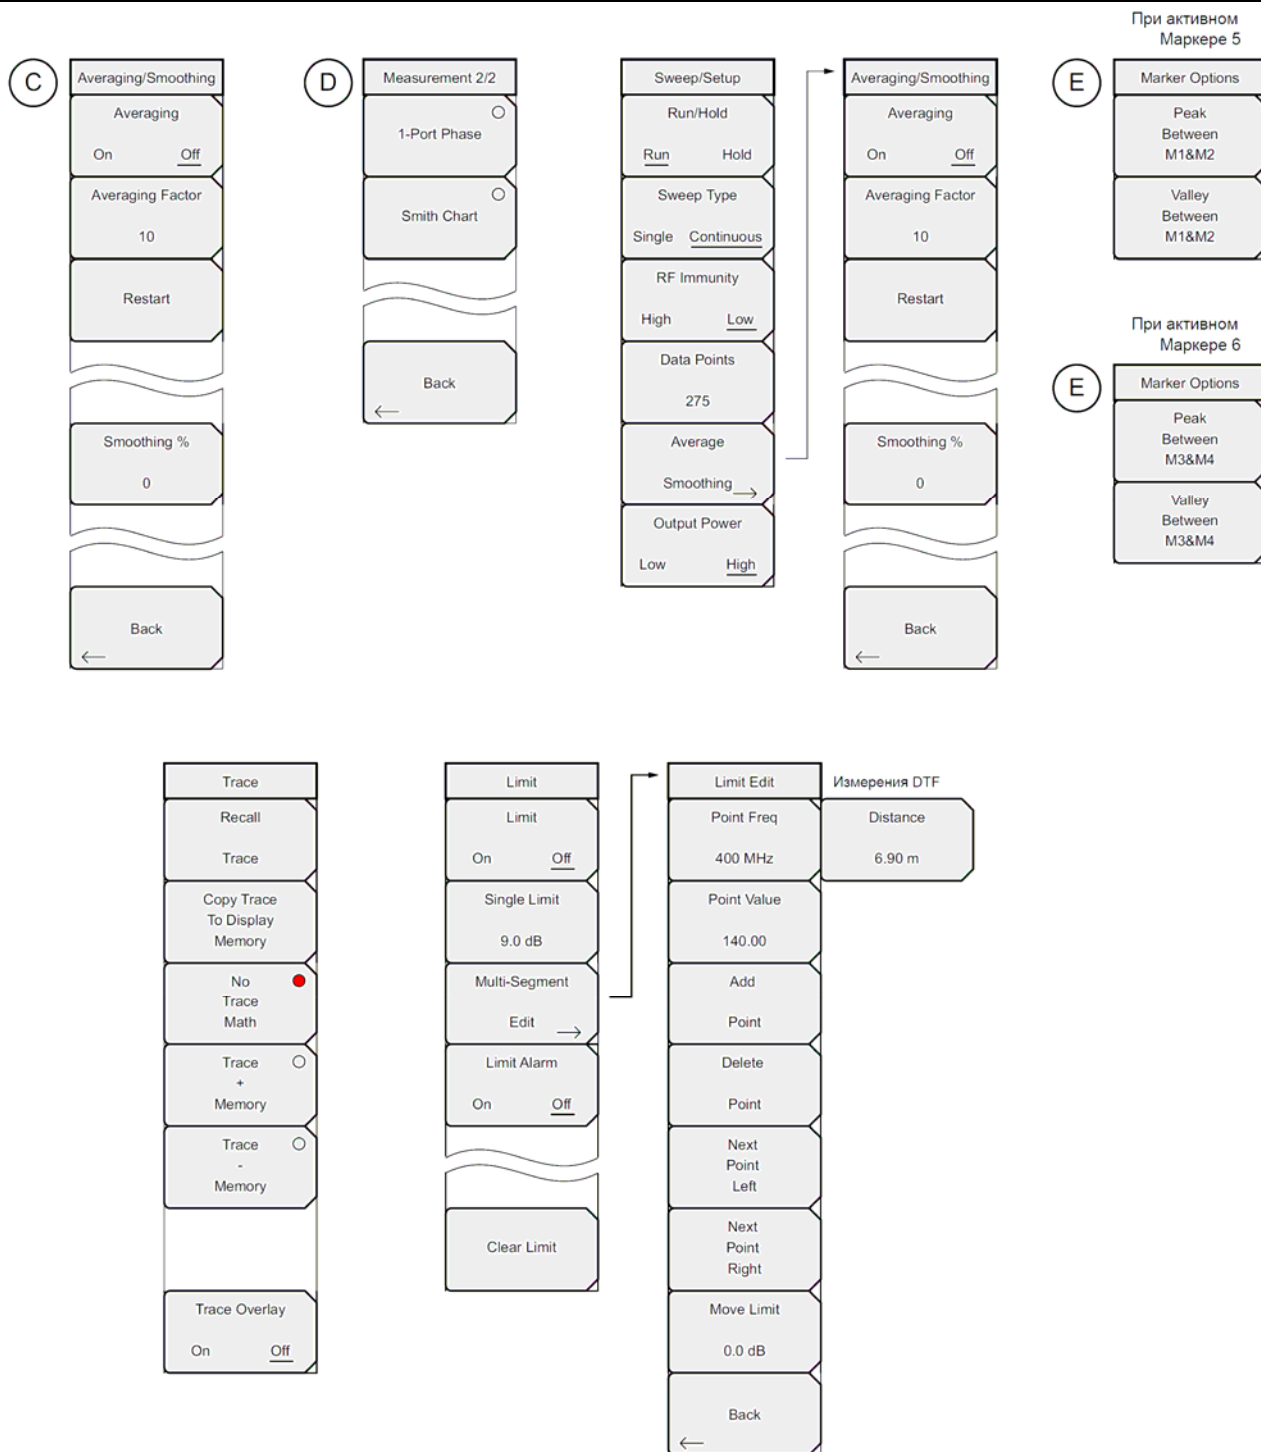 При активном
Маркере 5
C
Averaging/Smoothing
Averaging
On Off
Averaging Factor
10
Restart
Smoothing %
0
Back
D
Measurement 2/2
1-Port Phase
Smith Chart
Back
Sweep/Setup
Run/Hold
Run Hold
Sweep Type
Single Continuous
RF Immunity
High Low
Data Points
275
Average
Smoothing
Output Power
Low High
Averaging/Smoothing
Averaging
On Off
Averaging Factor
10
Restart
Smoothing %
0
Back
E
Marker Options
Peak
Between
M1&M2
Valley
Between
M1&M2
При активном
Маркере 6
E
Marker Options
Peak
Between
M3&M4
Valley
Between
M3&M4
Trace
Recall
Trace
Copy Trace
To Display
Memory
No
Trace
Math
Trace
+
Memory
Trace
-
Memory
Trace Overlay
On Off
Limit
Limit
On Off
Single Limit
9.0 dB
Multi-Segment
Edit
Limit Alarm
On Off
Clear Limit
Limit Edit
Point Freq
400 MHz
Point Value
140.00
Add
Point
Delete
Point
Next
Point
Left
Next
Point
Right
Move Limit
0.0 dB
Back
Измерения DTF
Distance
6.90 m